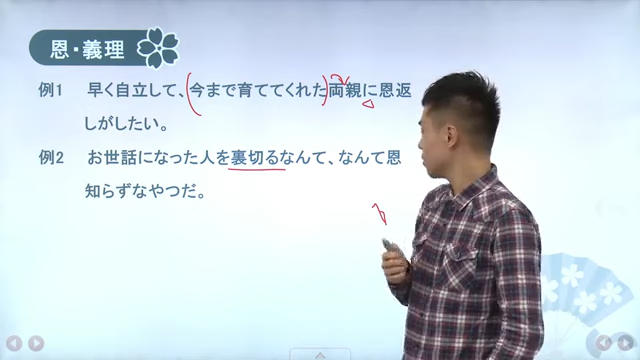 恩・義理
例1 早く自立して、今まで育ててくれた両親に恩返
しがしたい。
例2 お世話になった人を裏切るなんて、なんて恩
知らずなやつだ。